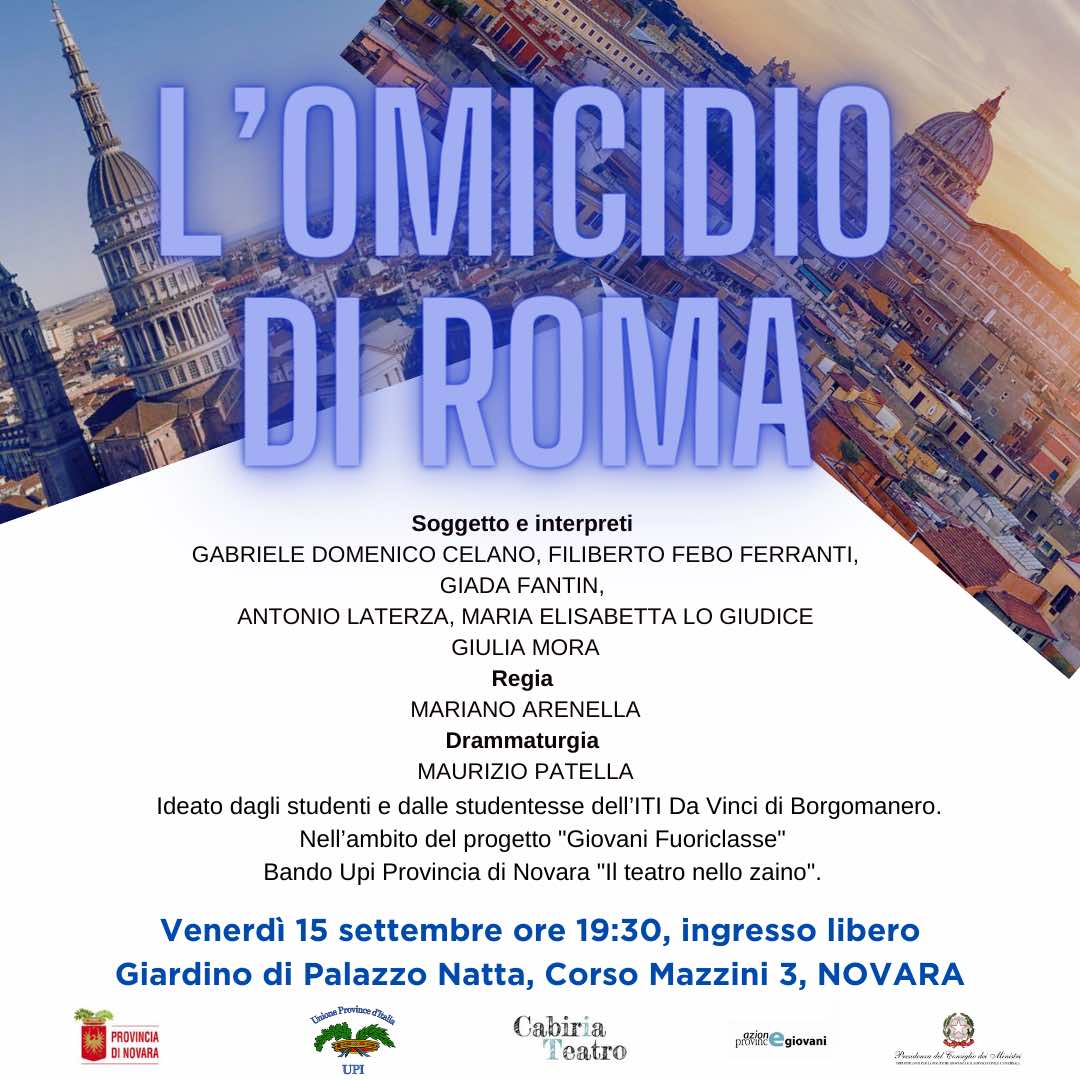 L'OMICIDIO
DI ROMA
Soggetto e interpreti
GABRIELE DOMENICO CELANO, FILIBERTO FEBO FERRANTI,
GIADA FANTIN,
ANTONIO LATERZA, MARIA ELISABETTA LO GIUDICE
GIULIA MORA
Regia
MARIANO ARENELLA
Drammaturgia
MAURIZIO PATELLA
Ideato dagli studenti e dalle studentesse dell'ITI Da Vinci di Borgomanero.
Nell'ambito del progetto "Giovani Fuoriclasse"
Bando Upi Provincia di Novara "Il teatro nello zaino".
Venerdì 15 settembre ore 19:30, ingresso libero
Giardino di Palazzo Natta, Corso Mazzini 3, NOVARA
PROVINCIA
DI NOVARA
Unione Province d'Italia
UPI
Cabiria
Teatro
azion
provinc e giovani
Presidenza del Consiglio dei Ministri